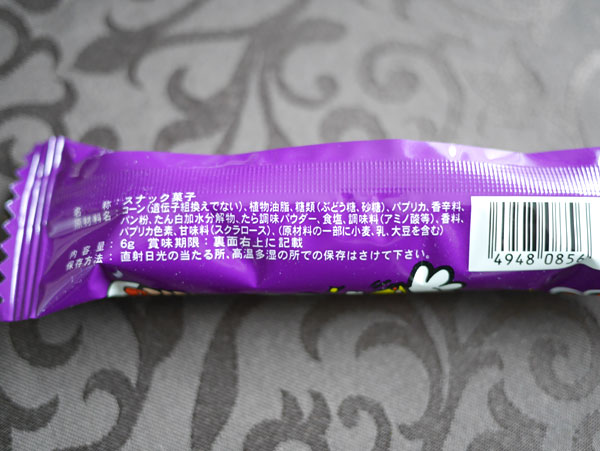 名称：スナック菓子
原材料名：コーン（遺伝子組換えでない）、植物油脂、糖類（ぶどう糖、砂糖）、パプリカ、香辛料、
パン粉、たん白加水分解物、たら調味パウダー、食塩、調味料（アミノ酸等）、香料、
パプリカ色素、甘味料（スクラロース）、（原材料の一部に小麦、乳、大豆を含む）
内容量：6g 賞味期限：裏面右上に記載
保存方法：直射日光の当たる所、高温多湿の所での保存はさけて下さい。
4948 0856